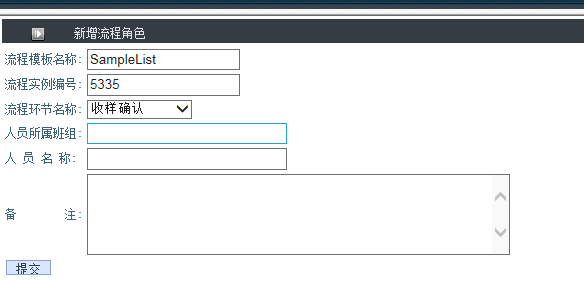 新增流程角色
流程模板名称: SampleList
流程实例编号: 5335
流程环节名称: 收样确认
人员所属班组:
人 员 名 称:
备 注:
提交